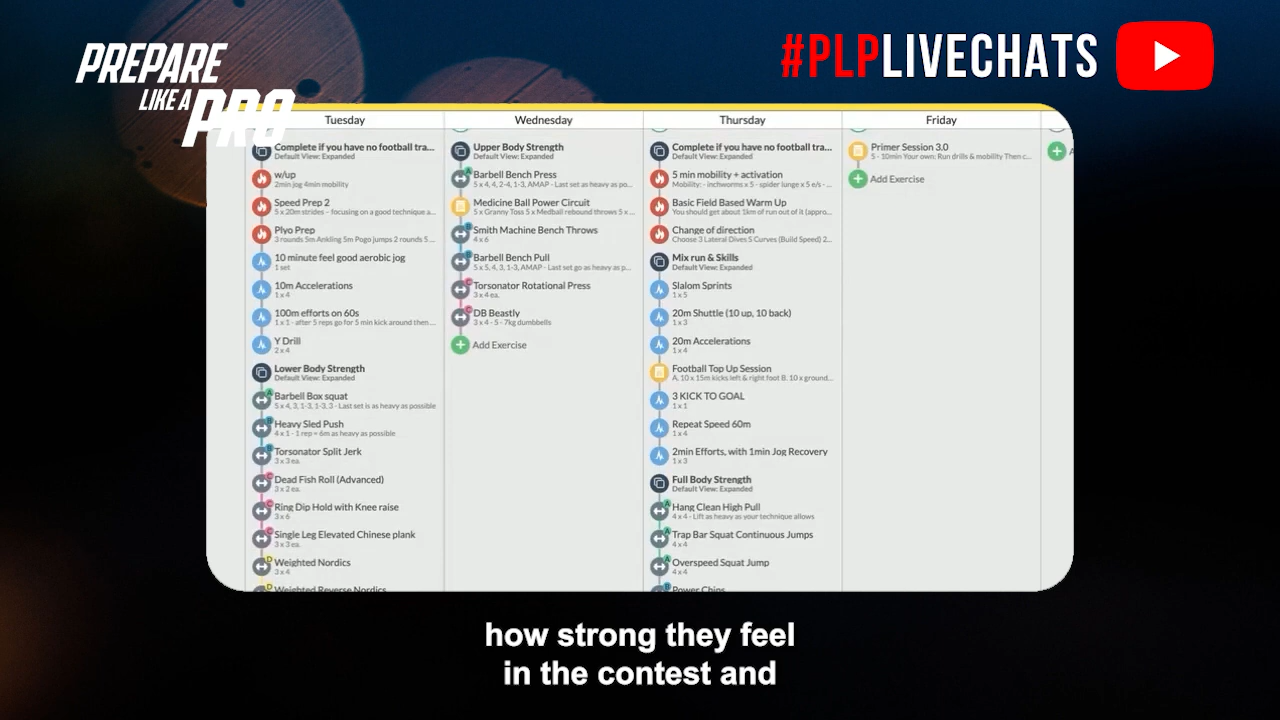 PREPARE
LIKE A
PRO
#PLPLIVECHATS
Tuesday
Complete if you have no football tra...
Default View: Expanded
w/up
2min jog 4min mobility
Speed Prep 2
5 x 20m strides - focusing on a good technique a...
Plyo Prep
3 rounds 5m Ankling 5m Pogo jumps 2 rounds 5 ...
10 minute feel good aerobic jog
1 set
10m Accelerations
1 x 4
100m efforts on 60s
1 x 1 - after 5 reps go for 5 min kick around then ...
Y Drill
2 x 4
Lower Body Strength
Default View: Expanded
A
Barbell Box squat
5 x 4, 3, 1-3, 1-3, 3 - Last set is as heavy as possible
B
Heavy Sled Push
4 x 1 - 1 rep = 6m as heavy as possible
B
Torsonator Split Jerk
3 x 3 ea.
C
Dead Fish Roll (Advanced)
3 x 2 ea.
C
Ring Dip Hold with Knee raise
3 x 6
C
Single Leg Elevated Chinese plank
3 x 3 ea.
D
Weighted Nordics
3 x 4
D
Weighted Reverse Nordics
Wednesday
Upper Body Strength
Default View: Expanded
A
Barbell Bench Press
5 x 4, 4, 2-4, 1-3, AMAP - Last set as heavy as po...
Medicine Ball Power Circuit
5 x Granny Toss 5 x Medball rebound throws 5 x ...
B
Smith Machine Bench Throws
4 x 6
B
Barbell Bench Pull
5 x 5, 4, 3, 1-3, AMAP - Last set go as heavy as p...
C
Torsonator Rotational Press
3 x 4 ea.
C
DB Beastly
3 x 4 - 5 - 7kg dumbbells
Add Exercise
Thursday
Complete if you have no football tra...
Default View: Expanded
5 min mobility + activation
Mobility: - inchworms x 5 - spider lunge x 5 e/s - ...
Basic Field Based Warm Up
You should get about 1km of run out of it (appro...
Change of direction
Choose 3 Lateral Dives S Curves (Build Speed) 2...
Mix run & Skills
Default View: Expanded
Slalom Sprints
1 x 5
20m Shuttle (10 up, 10 back)
1 x 3
20m Accelerations
1 x 4
Football Top Up Session
A. 10 x 15m kicks left & right foot B. 10 x ground...
3 KICK TO GOAL
1 x 1
Repeat Speed 60m
1 x 4
2min Efforts, with 1min Jog Recovery
1 x 3
Full Body Strength
Default View: Expanded
A
Hang Clean High Pull
4 x 4 - Lift as heavy as your technique allows
A
Trap Bar Squat Continuous Jumps
4 x 4
A
Overspeed Squat Jump
4 x 4
B
Power Chips
Friday
Primer Session 3.0
5 - 10min Your own: Run drills & mobility Then c...
Add Exercise
how strong they feel
in the contest and